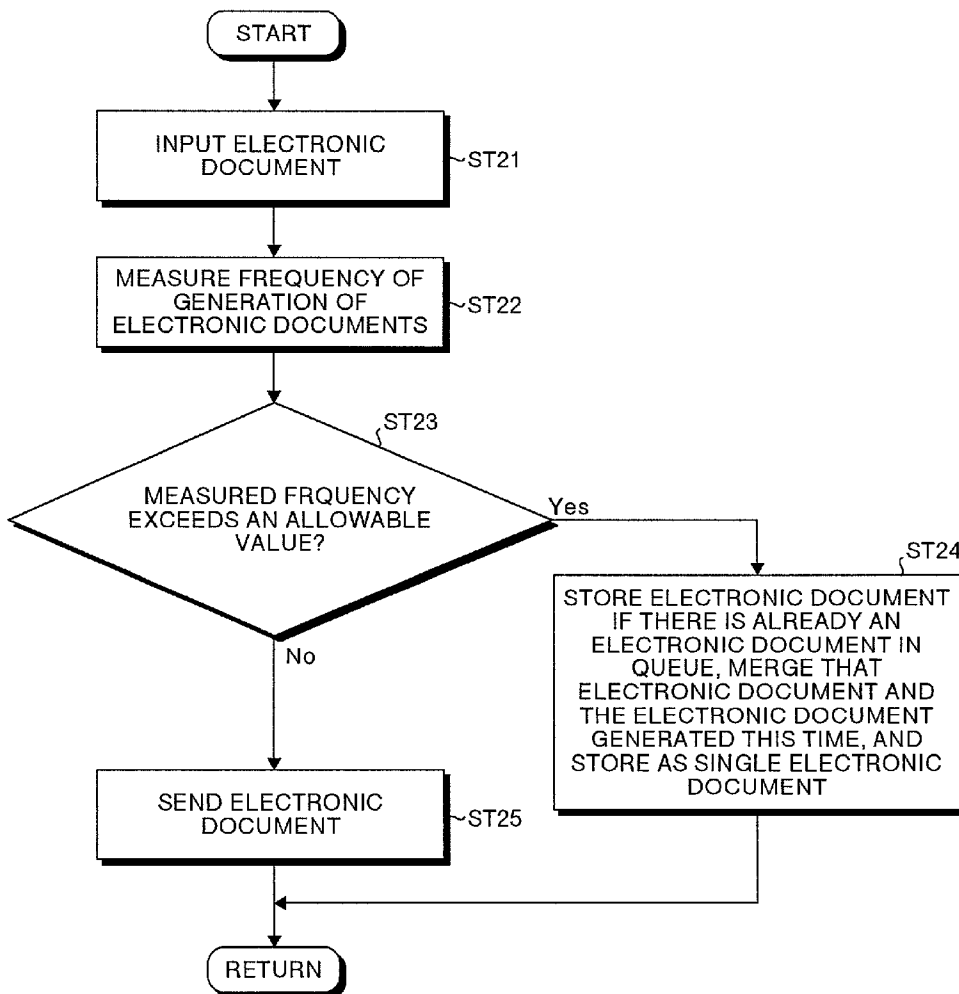 START
INPUT ELECTRONIC
DOCUMENT
ST21
MEASURE FREQUENCY OF
GENERATION OF
ELECTRONIC DOCUMENTS
ST22
ST23
MEASURED FRQUENCY
EXCEEDS AN ALLOWABLE
VALUE?
Yes
No
ST24
STORE ELECTRONIC DOCUMENT
IF THERE IS ALREADY AN
ELECTRONIC DOCUMENT IN
QUEUE, MERGE THAT
ELECTRONIC DOCUMENT AND
THE ELECTRONIC DOCUMENT
GENERATED THIS TIME, AND
STORE AS SINGLE ELECTRONIC
DOCUMENT
SEND ELECTRONIC
DOCUMENT
ST25
RETURN